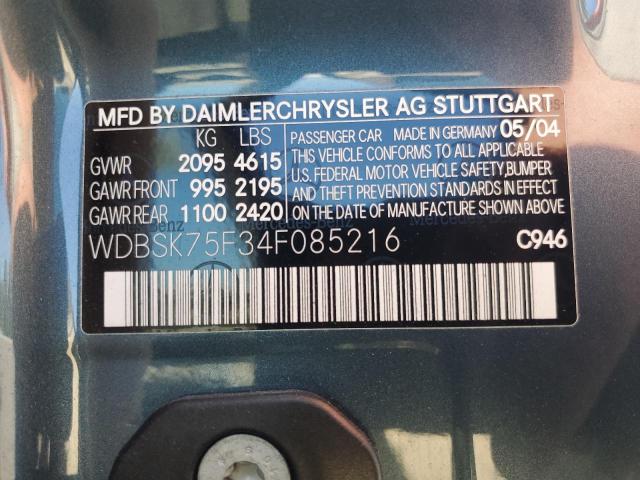 MFD BY DAIMLERCHRYSLER AG STUTTGART
KG LBS
GVWR 2095 4615
GAWR FRONT 995 2195
GAWR REAR 1100 2420
PASSENGER CAR MADE IN GERMANY 05/04
THIS VEHICLE CONFORMS TO ALL APPLICABLE
U.S. FEDERAL MOTOR VEHICLE SAFETY,BUMPER
AND THEFT PREVENTION STANDARDS IN EFFECT
ON THE DATE OF MANUFACTURE SHOWN ABOVE.
WDBSK75F34F085216 C946